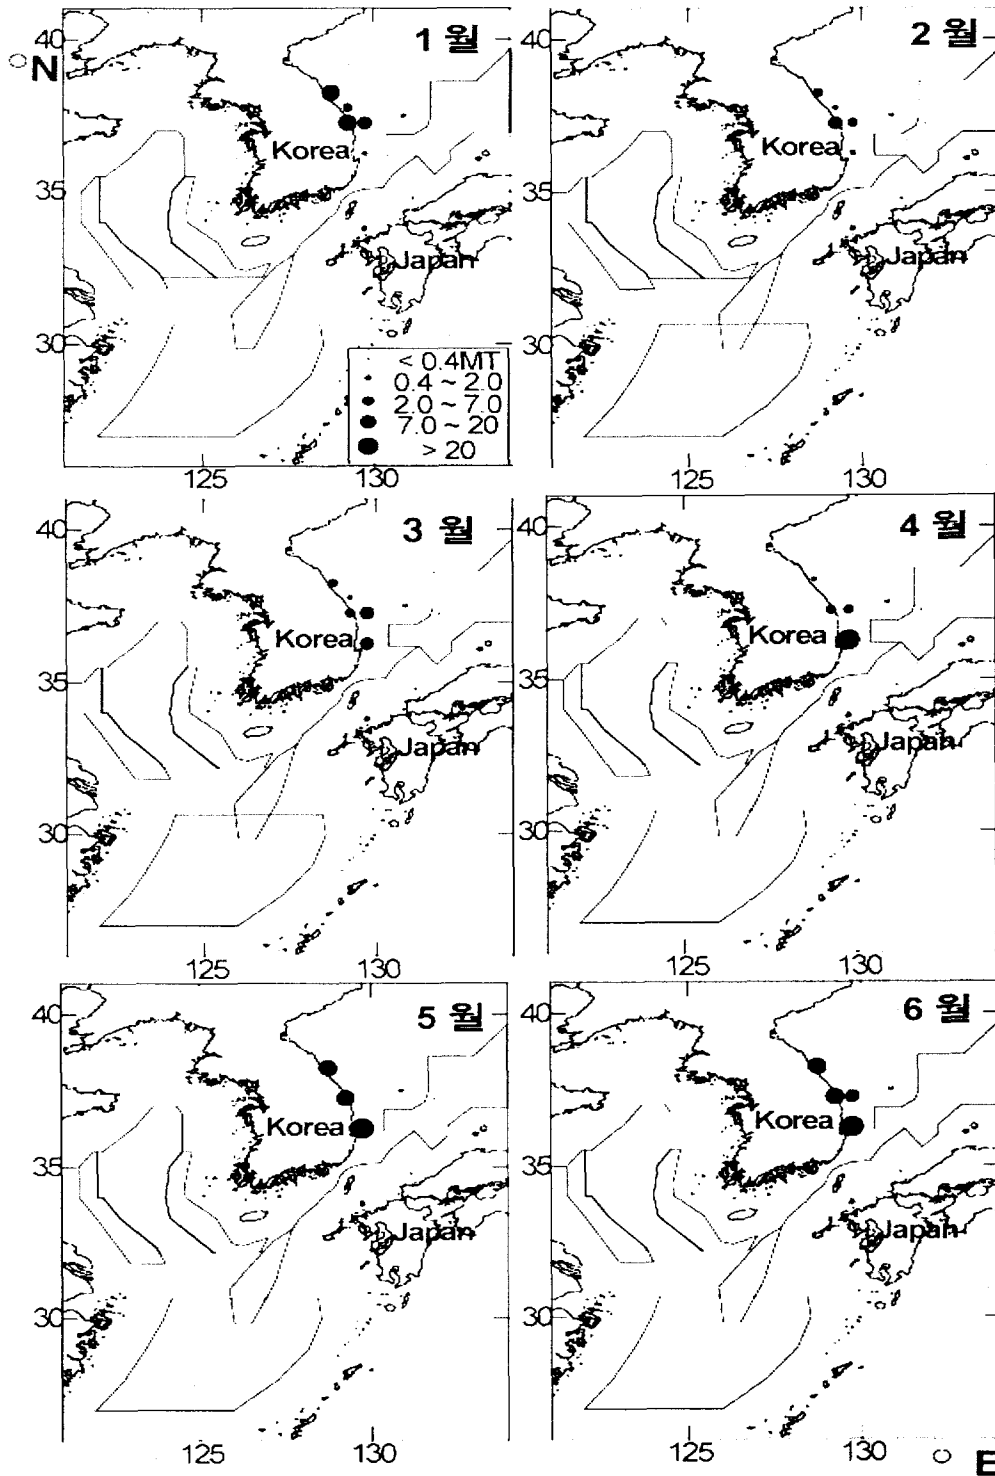 40 1월 40 2월
°N
Korea Korea
35 35
Japan Japan
30 30
< 0.4MT
0.4 ~ 2.0
2.0 ~ 7.0
7.0 ~ 20
> 20
125 130 125 130
40 3월 40 4월
Korea Korea
35 35
Japan Japan
30 30
125 130 125 130
40 5월 40 6월
Korea Korea
35 35
Japan Japan
30 30
125 130 125 130 °E